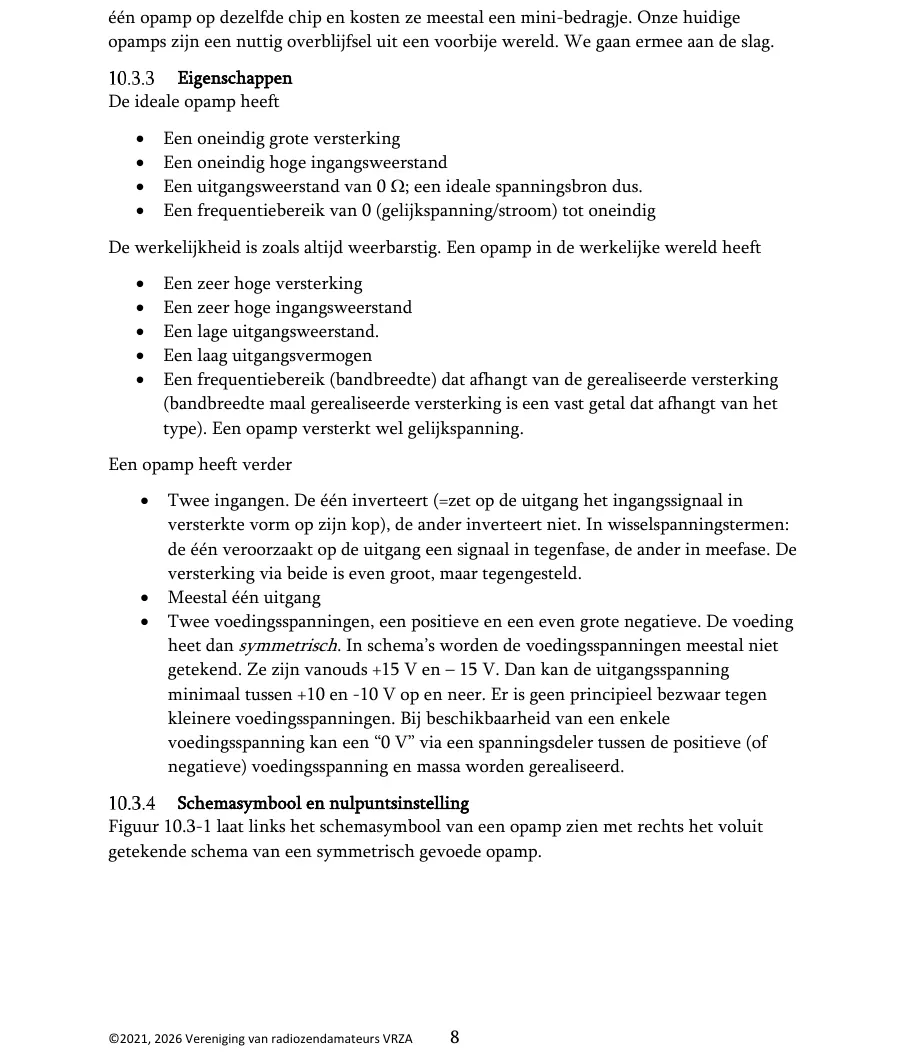 één opamp op dezelfde chip en kosten ze meestal een mini-bedragje. Onze huidige
opamps zijn een nuttig overblijfsel uit een voorbije wereld. We gaan ermee aan de slag.
10.3.3 Eigenschappen
De ideale opamp heeft
• Een oneindig grote versterking
• Een oneindig hoge ingangsweerstand
• Een uitgangsweerstand van 0 Ω; een ideale spanningsbron dus.
• Een frequentiebereik van 0 (gelijkspanning/stroom) tot oneindig
De werkelijkheid is zoals altijd weerbarstig. Een opamp in de werkelijke wereld heeft
• Een zeer hoge versterking
• Een zeer hoge ingangsweerstand
• Een lage uitgangsweerstand.
• Een laag uitgangsvermogen
• Een frequentiebereik (bandbreedte) dat afhangt van de gerealiseerde versterking
(bandbreedte maal gerealiseerde versterking is een vast getal dat afhangt van het
type). Een opamp versterkt wel gelijkspanning.
Een opamp heeft verder
• Twee ingangen. De één inverteert (=zet op de uitgang het ingangssignaal in
versterkte vorm op zijn kop), de ander inverteert niet. In wisselspanningstermen:
de één veroorzaakt op de uitgang een signaal in tegenfase, de ander in meefase. De
versterking via beide is even groot, maar tegengesteld.
• Meestal één uitgang
• Twee voedingsspanningen, een positieve en een even grote negatieve. De voeding
heet dan symmetrisch. In schema’s worden de voedingsspanningen meestal niet
getekend. Ze zijn vanouds +15 V en – 15 V. Dan kan de uitgangsspanning
minimaal tussen +10 en -10 V op en neer. Er is geen principieel bezwaar tegen
kleinere voedingsspanningen. Bij beschikbaarheid van een enkele
voedingsspanning kan een “0 V” via een spanningsdeler tussen de positieve (of
negatieve) voedingsspanning en massa worden gerealiseerd.
10.3.4 Schemasymbool en nulpuntsinstelling
Figuur 10.3-1 laat links het schemasymbool van een opamp zien met rechts het voluit
getekende schema van een symmetrisch gevoede opamp.
©2021, 2026 Vereniging van radiozendamateurs VRZA 8